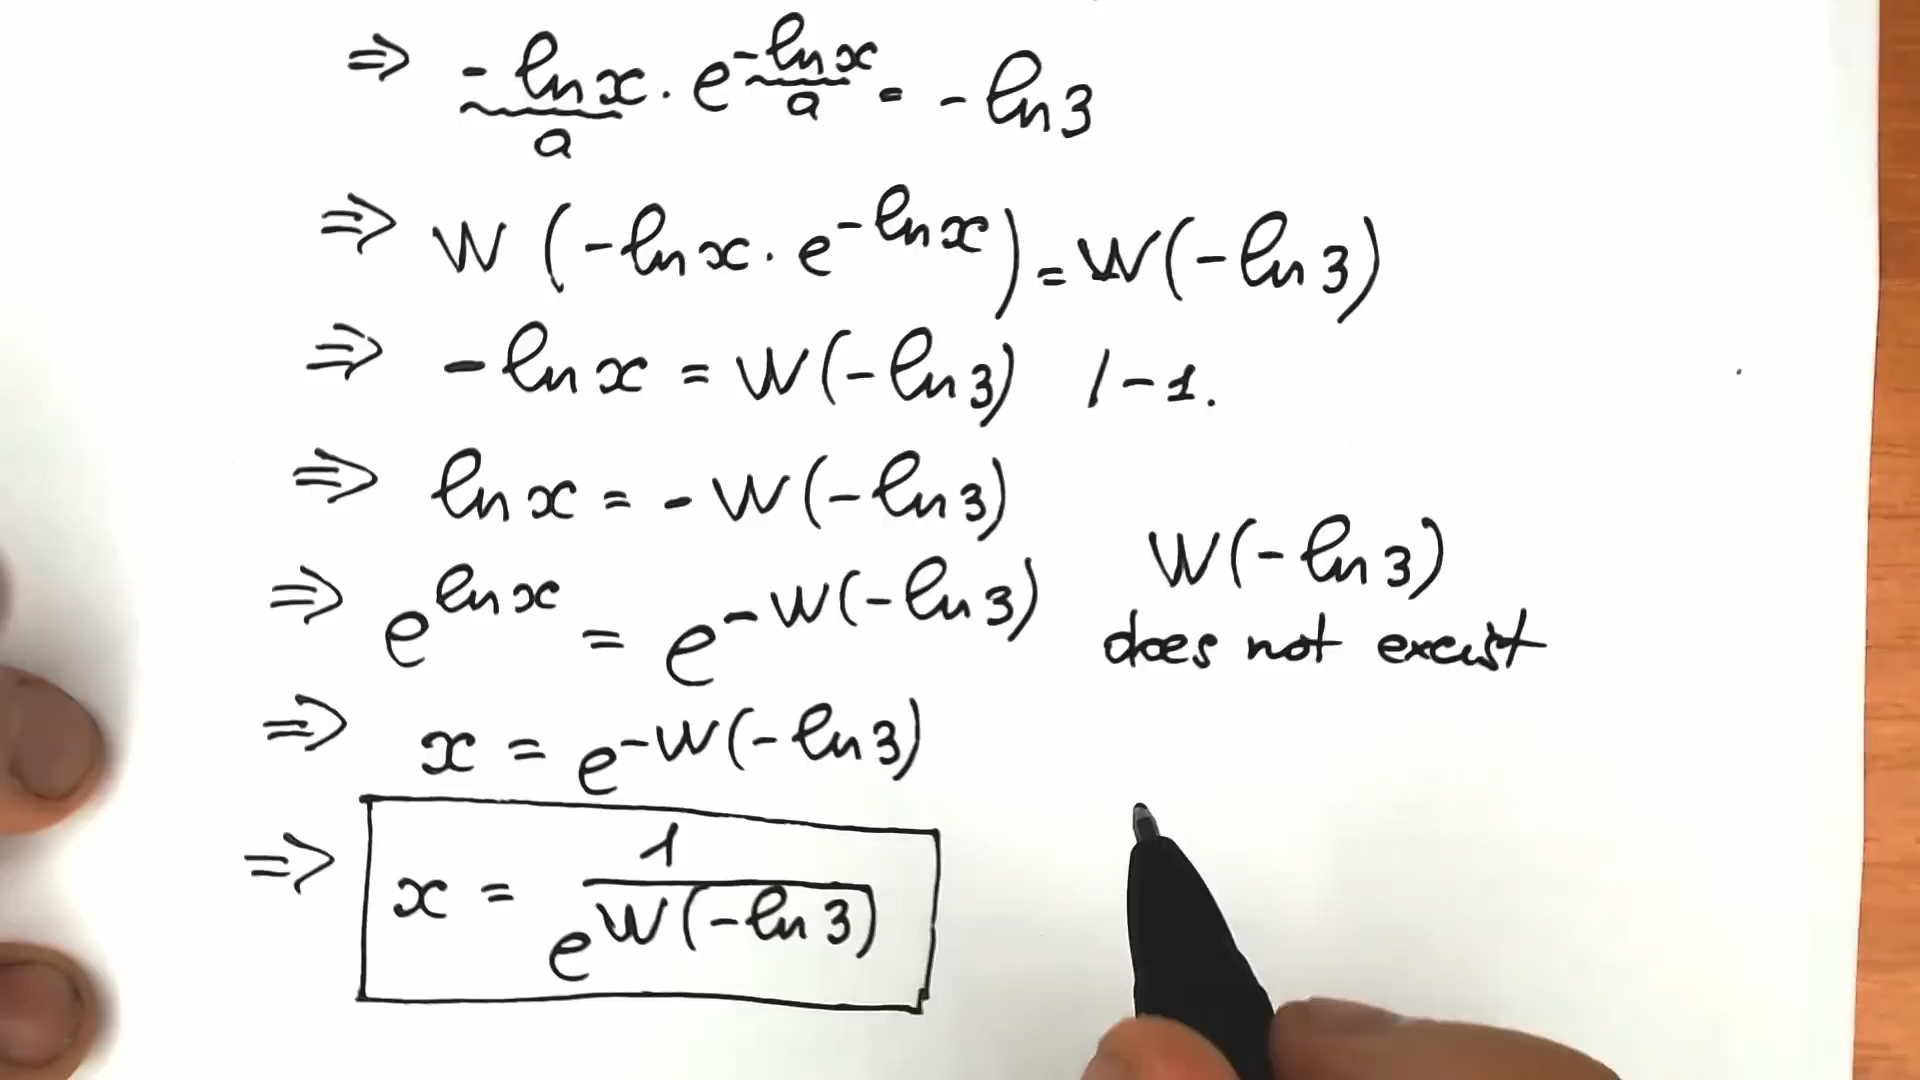 ⇒ -ln x · e^(-ln x) = -ln 3
a a
⇒ W(-ln x · e^(-ln x)) = W(-ln 3)
⇒ -ln x = W(-ln 3) / -1.
⇒ ln x = -W(-ln 3)
⇒ e^(ln x) = e^(-W(-ln 3))
⇒ x = e^(-W(-ln 3))
⇒ x = 1 / e^(W(-ln 3))
W(-ln 3)
does not excist